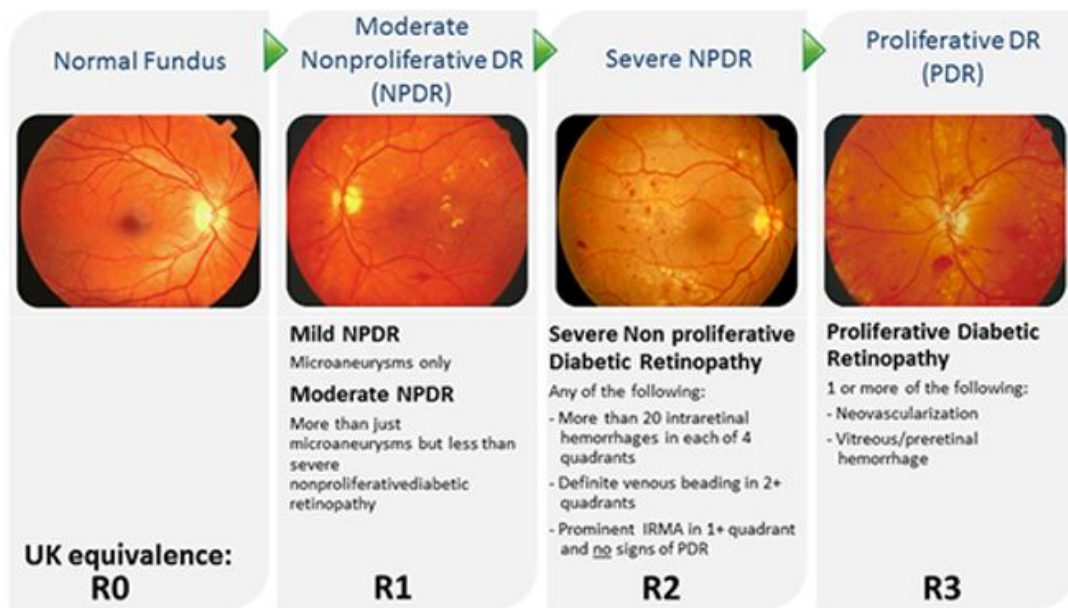 Normal Fundus
Moderate
Nonproliferative DR
(NPDR)
Severe NPDR
Proliferative DR
(PDR)
Mild NPDR
Microaneurysms only
Moderate NPDR
More than just
microaneurysms but less than
severe
nonproliferativediabetic
retinopathy
Severe Non proliferative
Diabetic Retinopathy
Any of the following:
- More than 20 intraretinal
hemorrhages in each of 4
quadrants
- Definite venous beading in 2+
quadrants
- Prominent IRMA in 1+ quadrant
and no signs of PDR
Proliferative Diabetic
Retinopathy
1 or more of the following:
- Neovascularization
- Vitreous/preretinal
hemorrhage
UK equivalence:
R0
R1
R2
R3